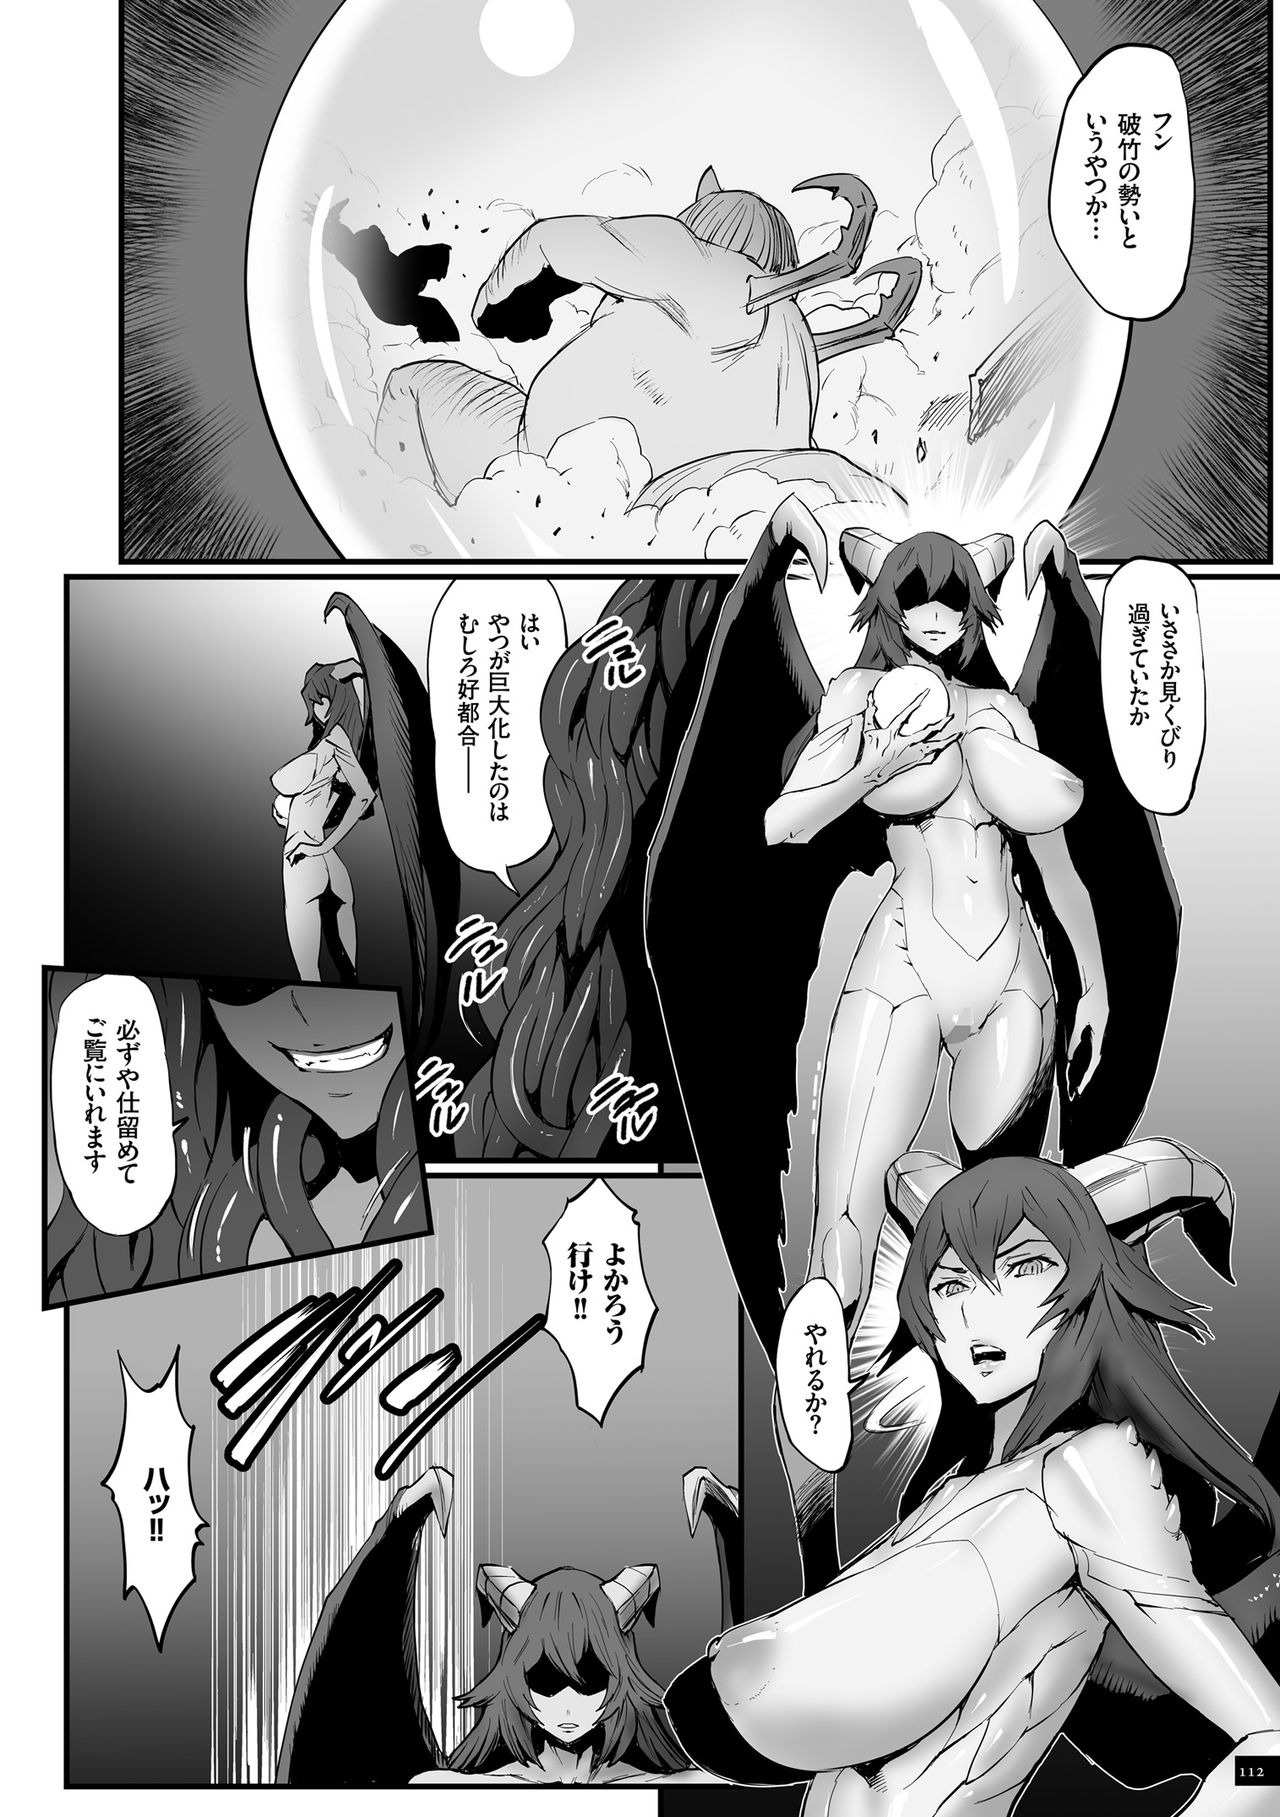 フン
破竹の勢いと
いうやつか…
いささか見くびり
過ぎていたか
はい
やつが巨大化したのは
むしろ好都合――
ニュル
ニュル
ニュル
ニュル
必ずや仕留めて
ご覧にいれます
やれるか?
よかろう
行け!!
ハッ!!
112